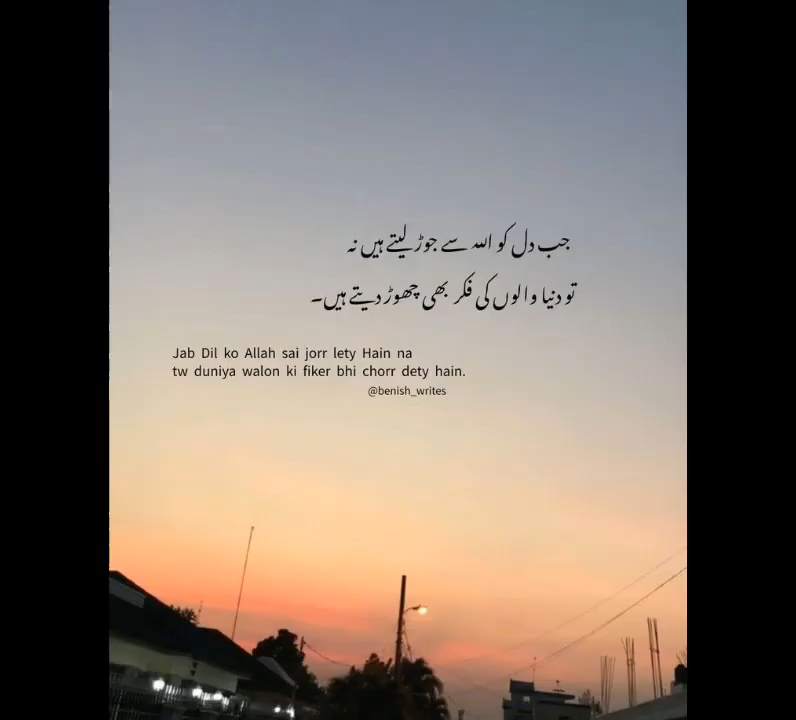 جب دل کو اللہ سے جوڑ لیتے ہیں نہ
تو دنیا والوں کی فکر بھی چھوڑ دیتے ہیں۔
Jab Dil ko Allah sai jorr lety Hain na
tw duniya walon ki fiker bhi chorr dety hain.
@benish_writes